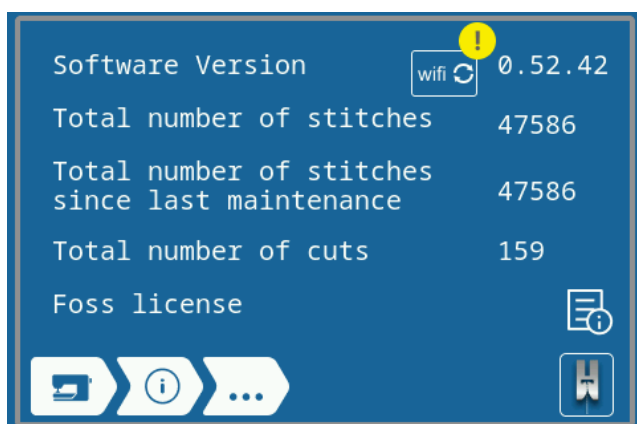 Software Version wifi ! 0.52.42
Total number of stitches 47586
Total number of stitches
since last maintenance 47586
Total number of cuts 159
Foss license